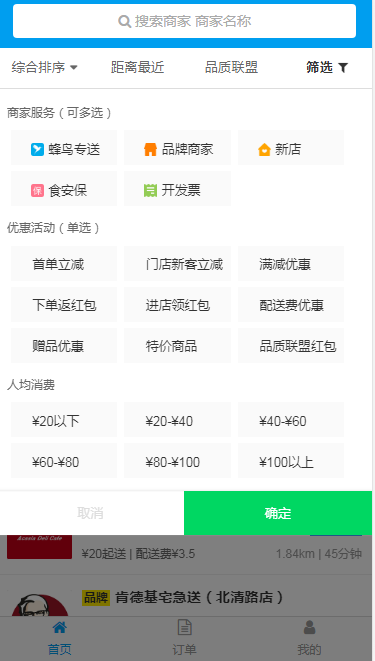 搜索商家 商家名称
综合排序 距离最近 品质联盟 筛选
商家服务（可多选）
蜂鸟专送 品牌商家 新店
保 食安保 开发票
优惠活动（单选）
首单立减 门店新客立减 满减优惠
下单返红包 进店领红包 配送费优惠
赠品优惠 特价商品 品质联盟红包
人均消费
¥20以下 ¥20-¥40 ¥40-¥60
¥60-¥80 ¥80-¥100 ¥100以上
取消 确定
Aussie Deli Cafe
¥20起送 | 配送费¥3.5 1.84km | 45分钟
品牌 肯德基宅急送（北清路店）
首页 订单 我的